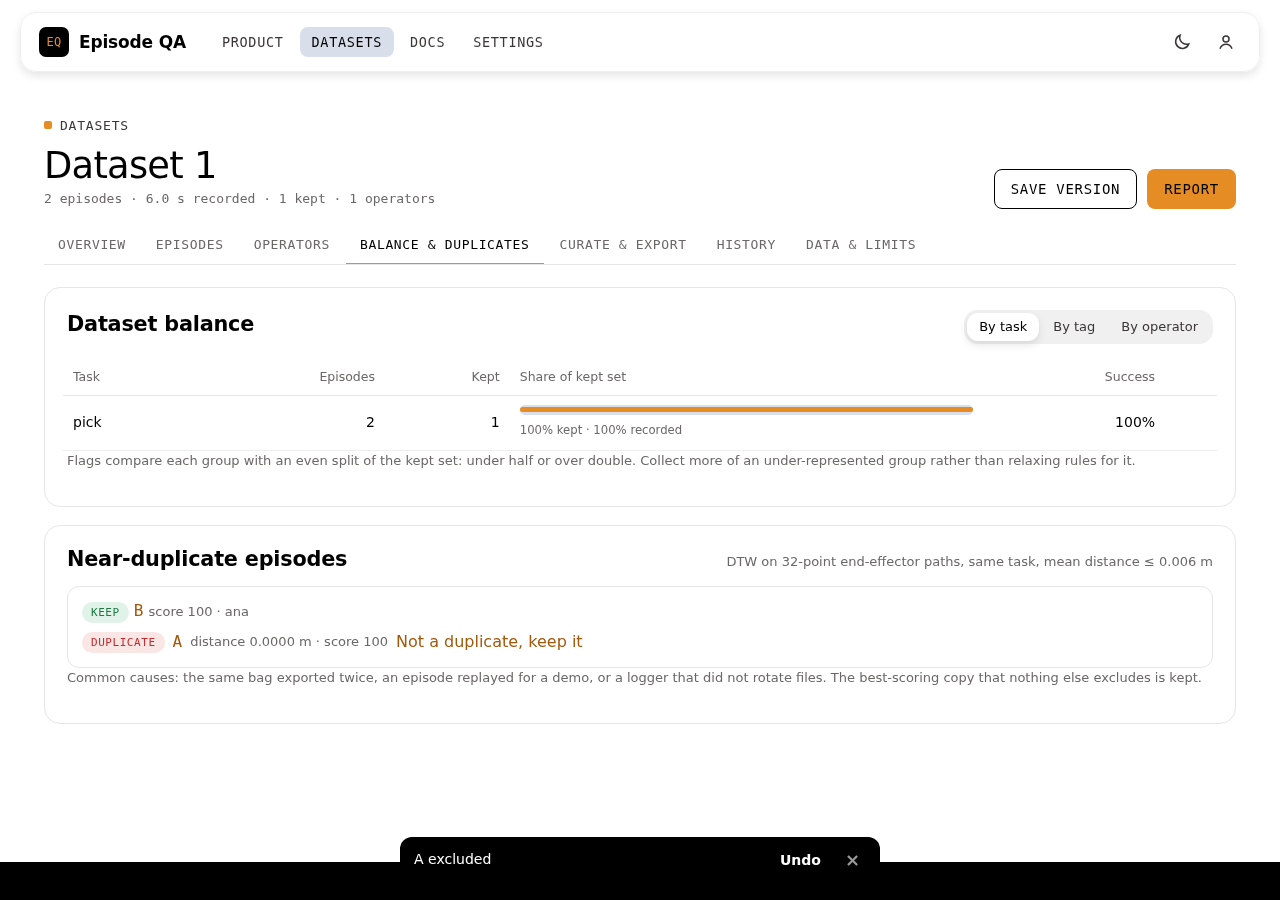 EQ Episode QA PRODUCT DATASETS DOCS SETTINGS
DATASETS
Dataset 1
2 episodes · 6.0 s recorded · 1 kept · 1 operators
SAVE VERSION REPORT
OVERVIEW EPISODES OPERATORS BALANCE & DUPLICATES CURATE & EXPORT HISTORY DATA & LIMITS
Dataset balance
By task By tag By operator
Task Episodes Kept Share of kept set Success
pick 2 1 100%
100% kept · 100% recorded
Flags compare each group with an even split of the kept set: under half or over double. Collect more of an under-represented group rather than relaxing rules for it.
Near-duplicate episodes
DTW on 32-point end-effector paths, same task, mean distance ≤ 0.006 m
KEEP B score 100 · ana
DUPLICATE A distance 0.0000 m · score 100 Not a duplicate, keep it
Common causes: the same bag exported twice, an episode replayed for a demo, or a logger that did not rotate files. The best-scoring copy that nothing else excludes is kept.
A excluded Undo ×